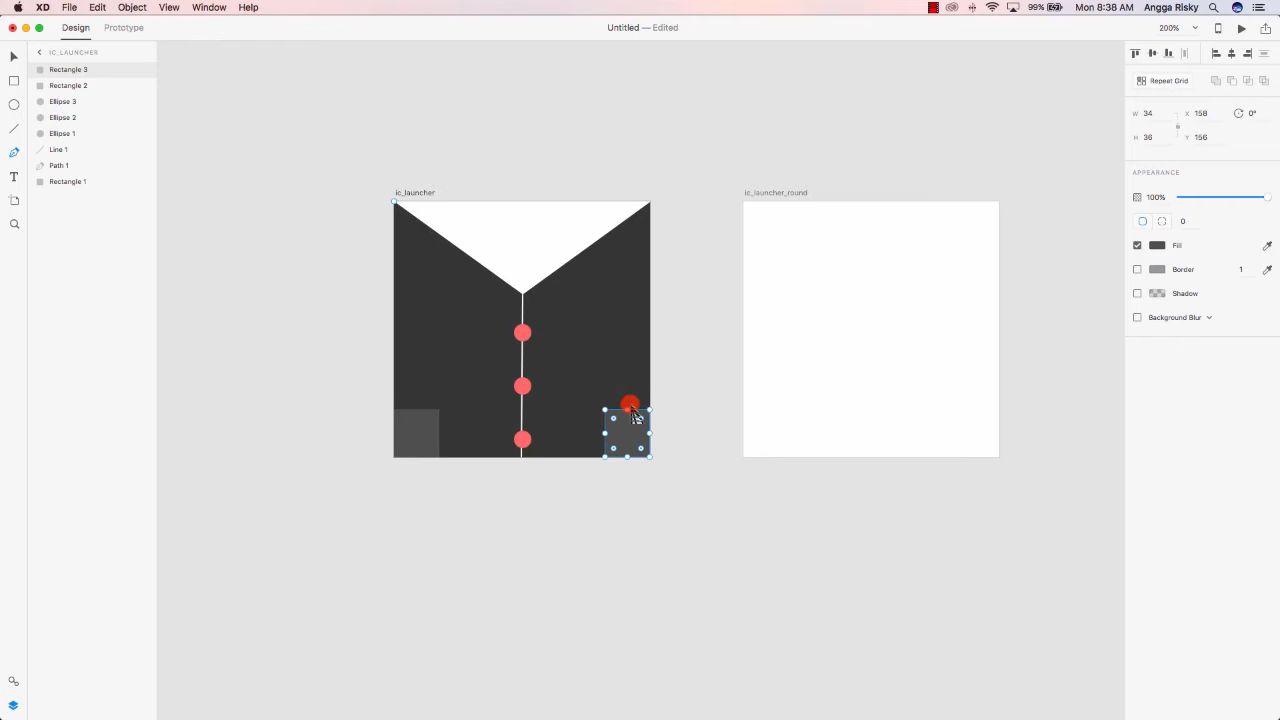 XD File Edit Object View Window Help 99% Mon 8:38 AM Angga Risky
Design Prototype Untitled — Edited 200%
IC_LAUNCHER
Rectangle 3
Rectangle 2
Ellipse 3
Ellipse 2
Ellipse 1
Line 1
Path 1
Rectangle 1
T
ic_launcher
ic_launcher_round
Repeat Grid
W 34 X 158 0°
H 36 Y 156
APPEARANCE
100%
0
Fill
Border 1
Shadow
Background Blur